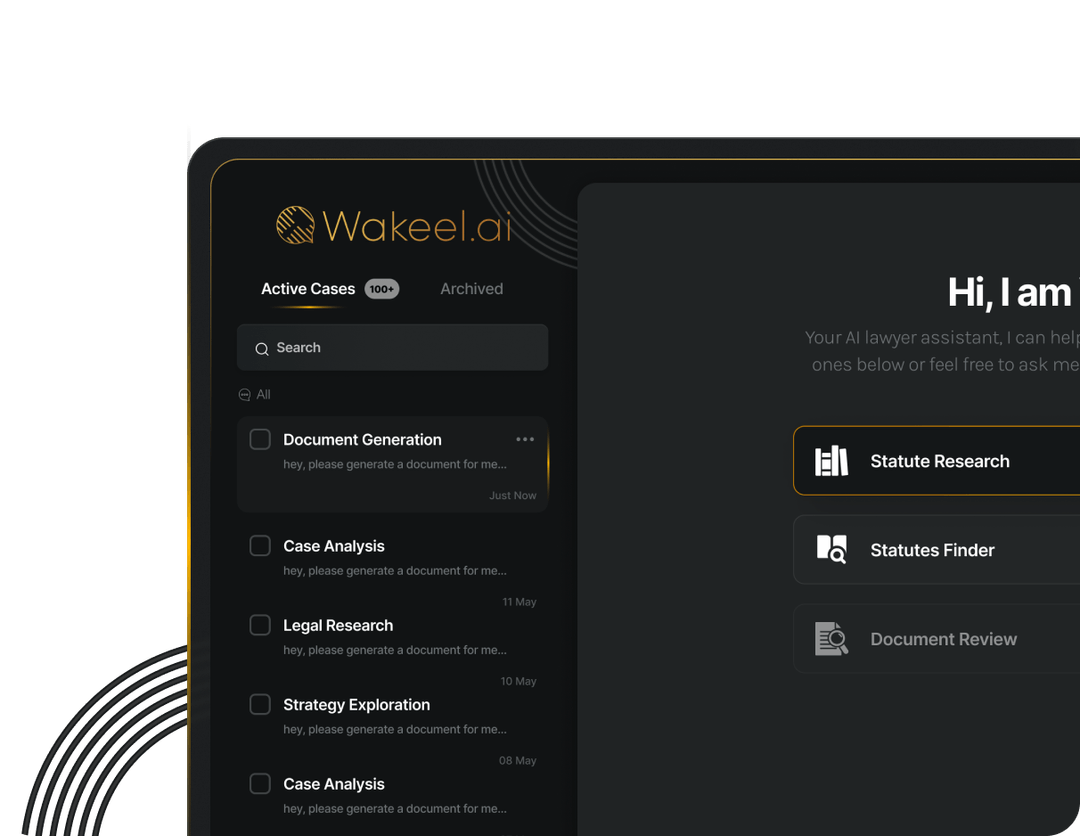 Wakeel.ai
Active Cases 100+ Archived
Search
All
Document Generation
hey, please generate a document for me...
Just Now
Case Analysis
hey, please generate a document for me...
11 May
Legal Research
hey, please generate a document for me...
10 May
Strategy Exploration
hey, please generate a document for me...
08 May
Case Analysis
hey, please generate a document for me...
Hi, I am
Your AI lawyer assistant, I can help
ones below or feel free to ask me
Statute Research
Statutes Finder
Document Review